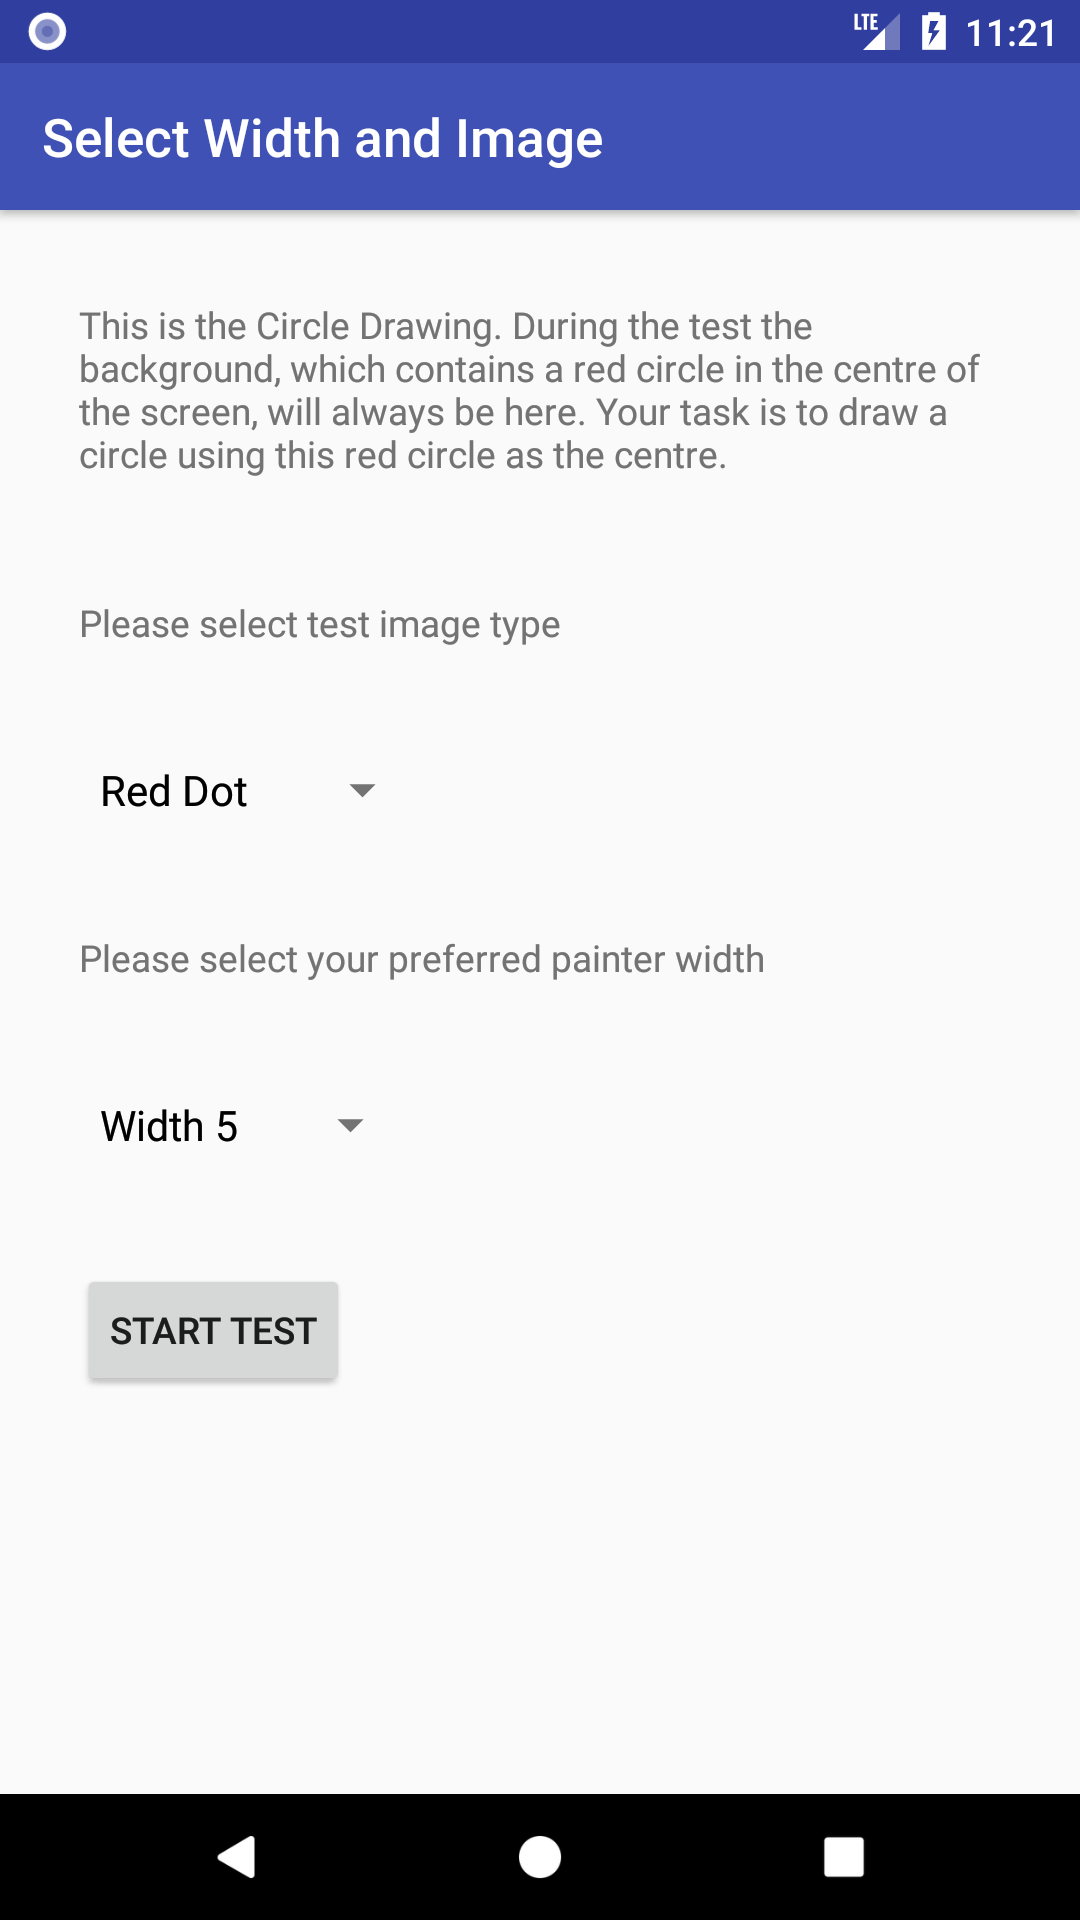 LTE 11:21
Select Width and Image
This is the Circle Drawing. During the test the
background, which contains a red circle in the centre of
the screen, will always be here. Your task is to draw a
circle using this red circle as the centre.
Please select test image type
Red Dot
Please select your preferred painter width
Width 5
START TEST